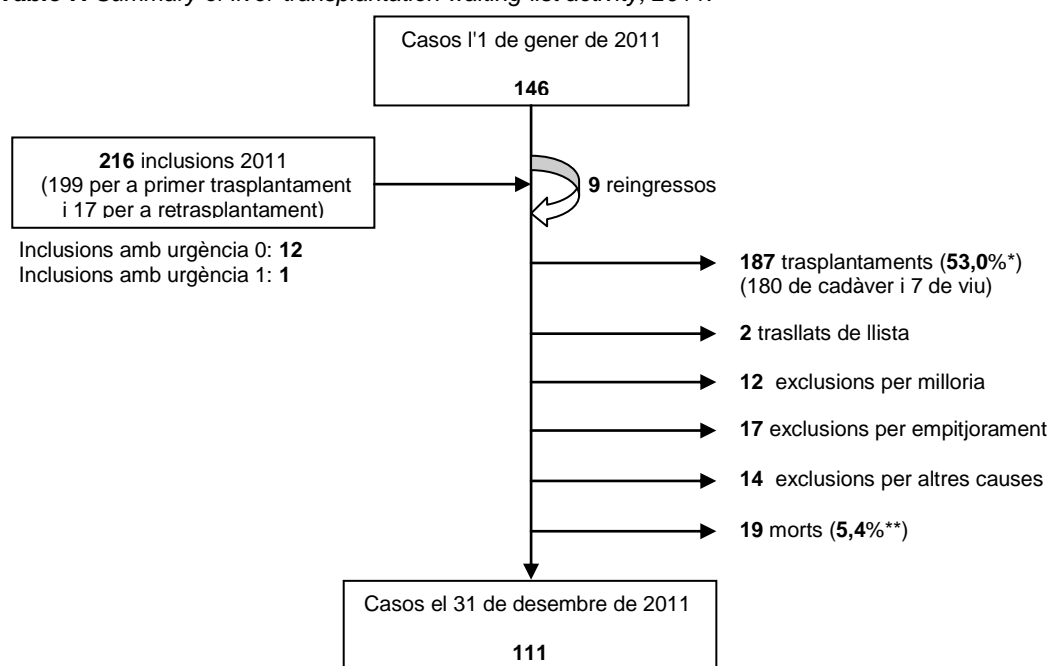 Casos l'1 de gener de 2011
146
216 inclusions 2011
(199 per a primer trasplantament
i 17 per a retrasplantament)
9 reingressos
Inclusions amb urgència 0: 12
Inclusions amb urgència 1: 1
187 trasplantaments (53,0%*)
(180 de cadàver i 7 de viu)
2 trasllats de llista
12 exclusions per milloria
17 exclusions per empitjorament
14 exclusions per altres causes
19 morts (5,4%**)
Casos el 31 de desembre de 2011
111